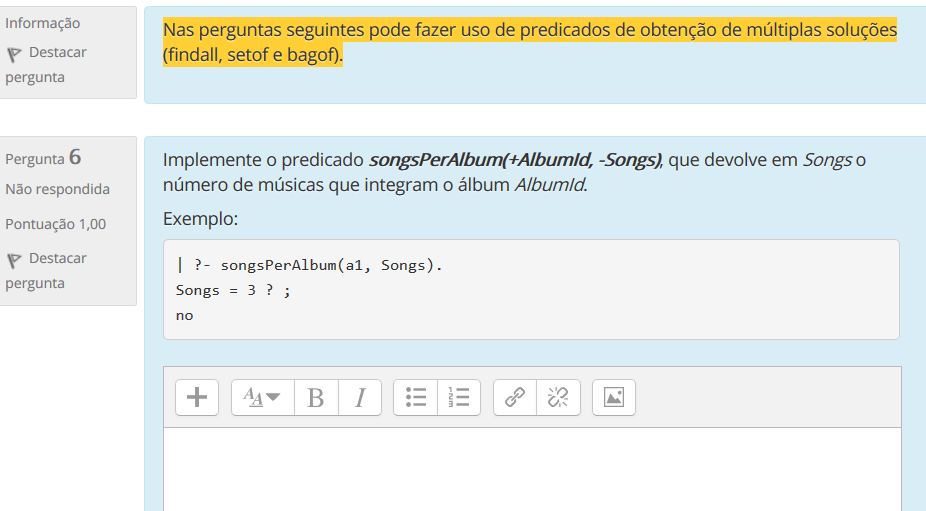 Informação
Destacar
pergunta
Nas perguntas seguintes pode fazer uso de predicados de obtenção de múltiplas soluções
(findall, setof e bagof).
Pergunta 6
Não respondida
Pontuação 1,00
Destacar
pergunta
Implemente o predicado songsPerAlbum(+AlbumId, -Songs), que devolve em Songs o
número de músicas que integram o álbum AlbumId.
Exemplo:
| ?- songsPerAlbum(a1, Songs).
Songs = 3 ? ;
no